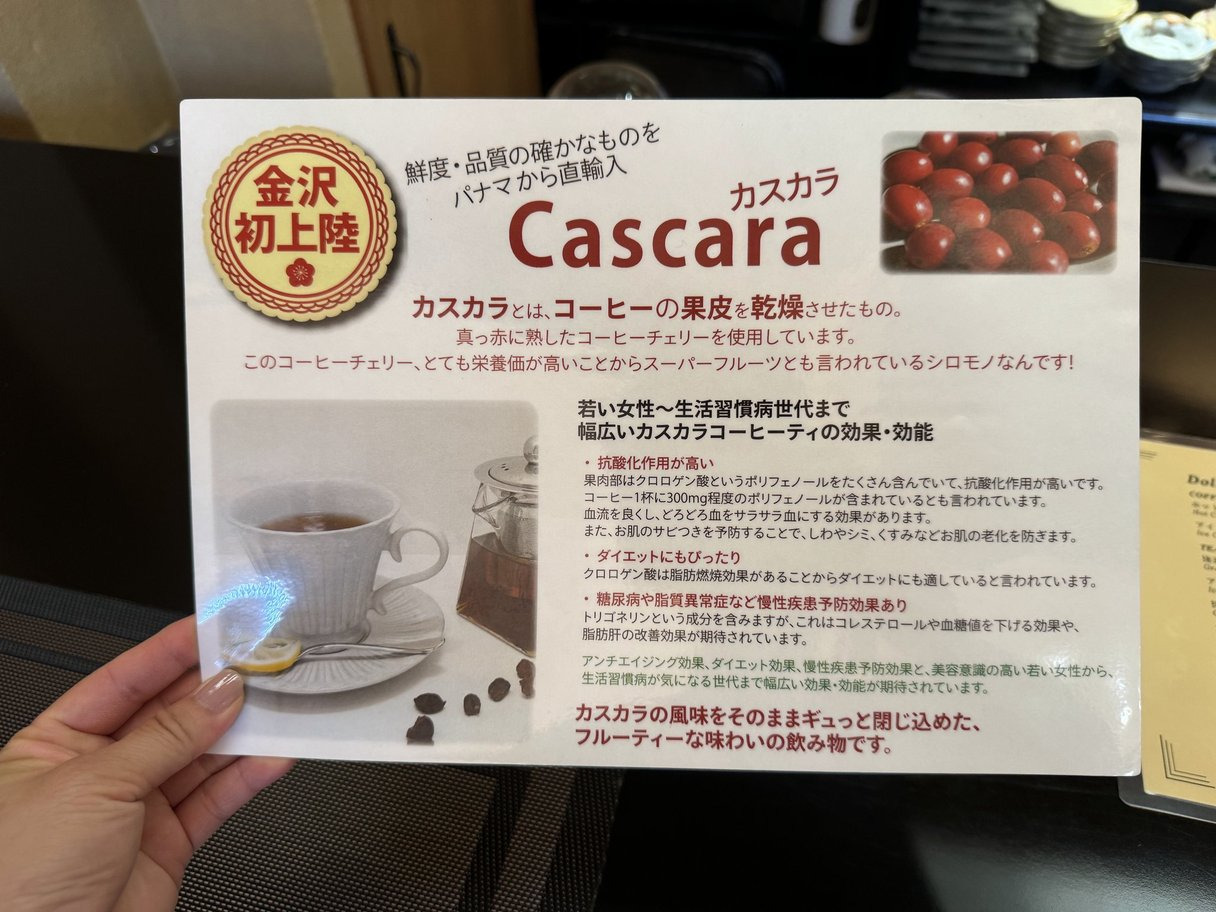 金沢
初上陸
鮮度・品質の確かなものを
パナマから直輸入
カスカラ
Cascara
カスカラとは、コーヒーの果皮を乾燥させたもの。
真っ赤に熟したコーヒーチェリーを使用しています。
このコーヒーチェリー、とても栄養価が高いことからスーパーフルーツとも言われているシロモノなんです!
若い女性～生活習慣病世代まで
幅広いカスカラコーヒーティの効果・効能
・ 抗酸化作用が高い
果肉部はクロロゲン酸というポリフェノールをたくさん含んでいて、抗酸化作用が高いです。
コーヒー1杯に300mg程度のポリフェノールが含まれているとも言われています。
血流を良くし、どろどろ血をサラサラ血にする効果があります。
また、お肌のサビつきを予防することで、しわやシミ、くすみなどお肌の老化を防ぎます。
・ ダイエットにもぴったり
クロロゲン酸は脂肪燃焼効果があることからダイエットにも適していると言われています。
・ 糖尿病や脂質異常症など慢性疾患予防効果あり
トリゴネリンという成分を含みますが、これはコレステロールや血糖値を下げる効果や、
脂肪肝の改善効果が期待されています。
アンチエイジング効果、ダイエット効果、慢性疾患予防効果と、美容意識の高い若い女性から、
生活習慣病が気になる世代まで幅広い効果・効能が期待されています。
カスカラの風味をそのままギュっと閉じ込めた、
フルーティーな味わいの飲み物です。